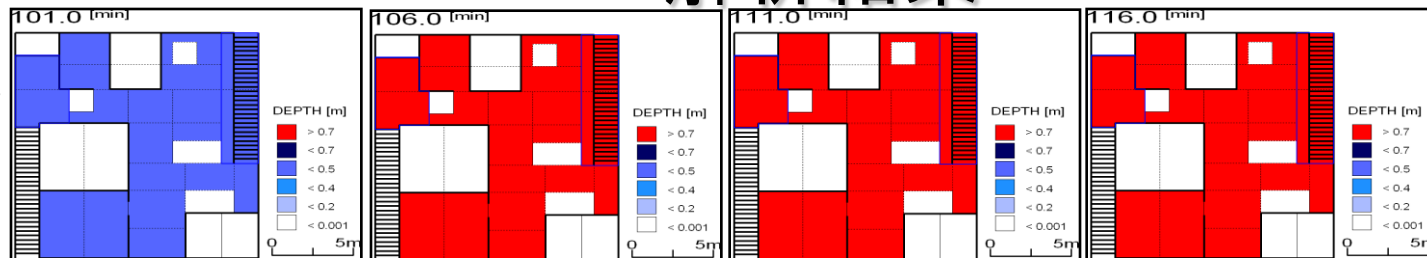 101.0 [min]
DEPTH [m]
> 0.7
< 0.7
< 0.5
< 0.4
< 0.2
< 0.001
0 5m
106.0 [min]
DEPTH [m]
> 0.7
< 0.7
< 0.5
< 0.4
< 0.2
< 0.001
0 5m
111.0 [min]
DEPTH [m]
> 0.7
< 0.7
< 0.5
< 0.4
< 0.2
< 0.001
0 5m
116.0 [min]
DEPTH [m]
> 0.7
< 0.7
< 0.5
< 0.4
< 0.2
< 0.001
0 5m